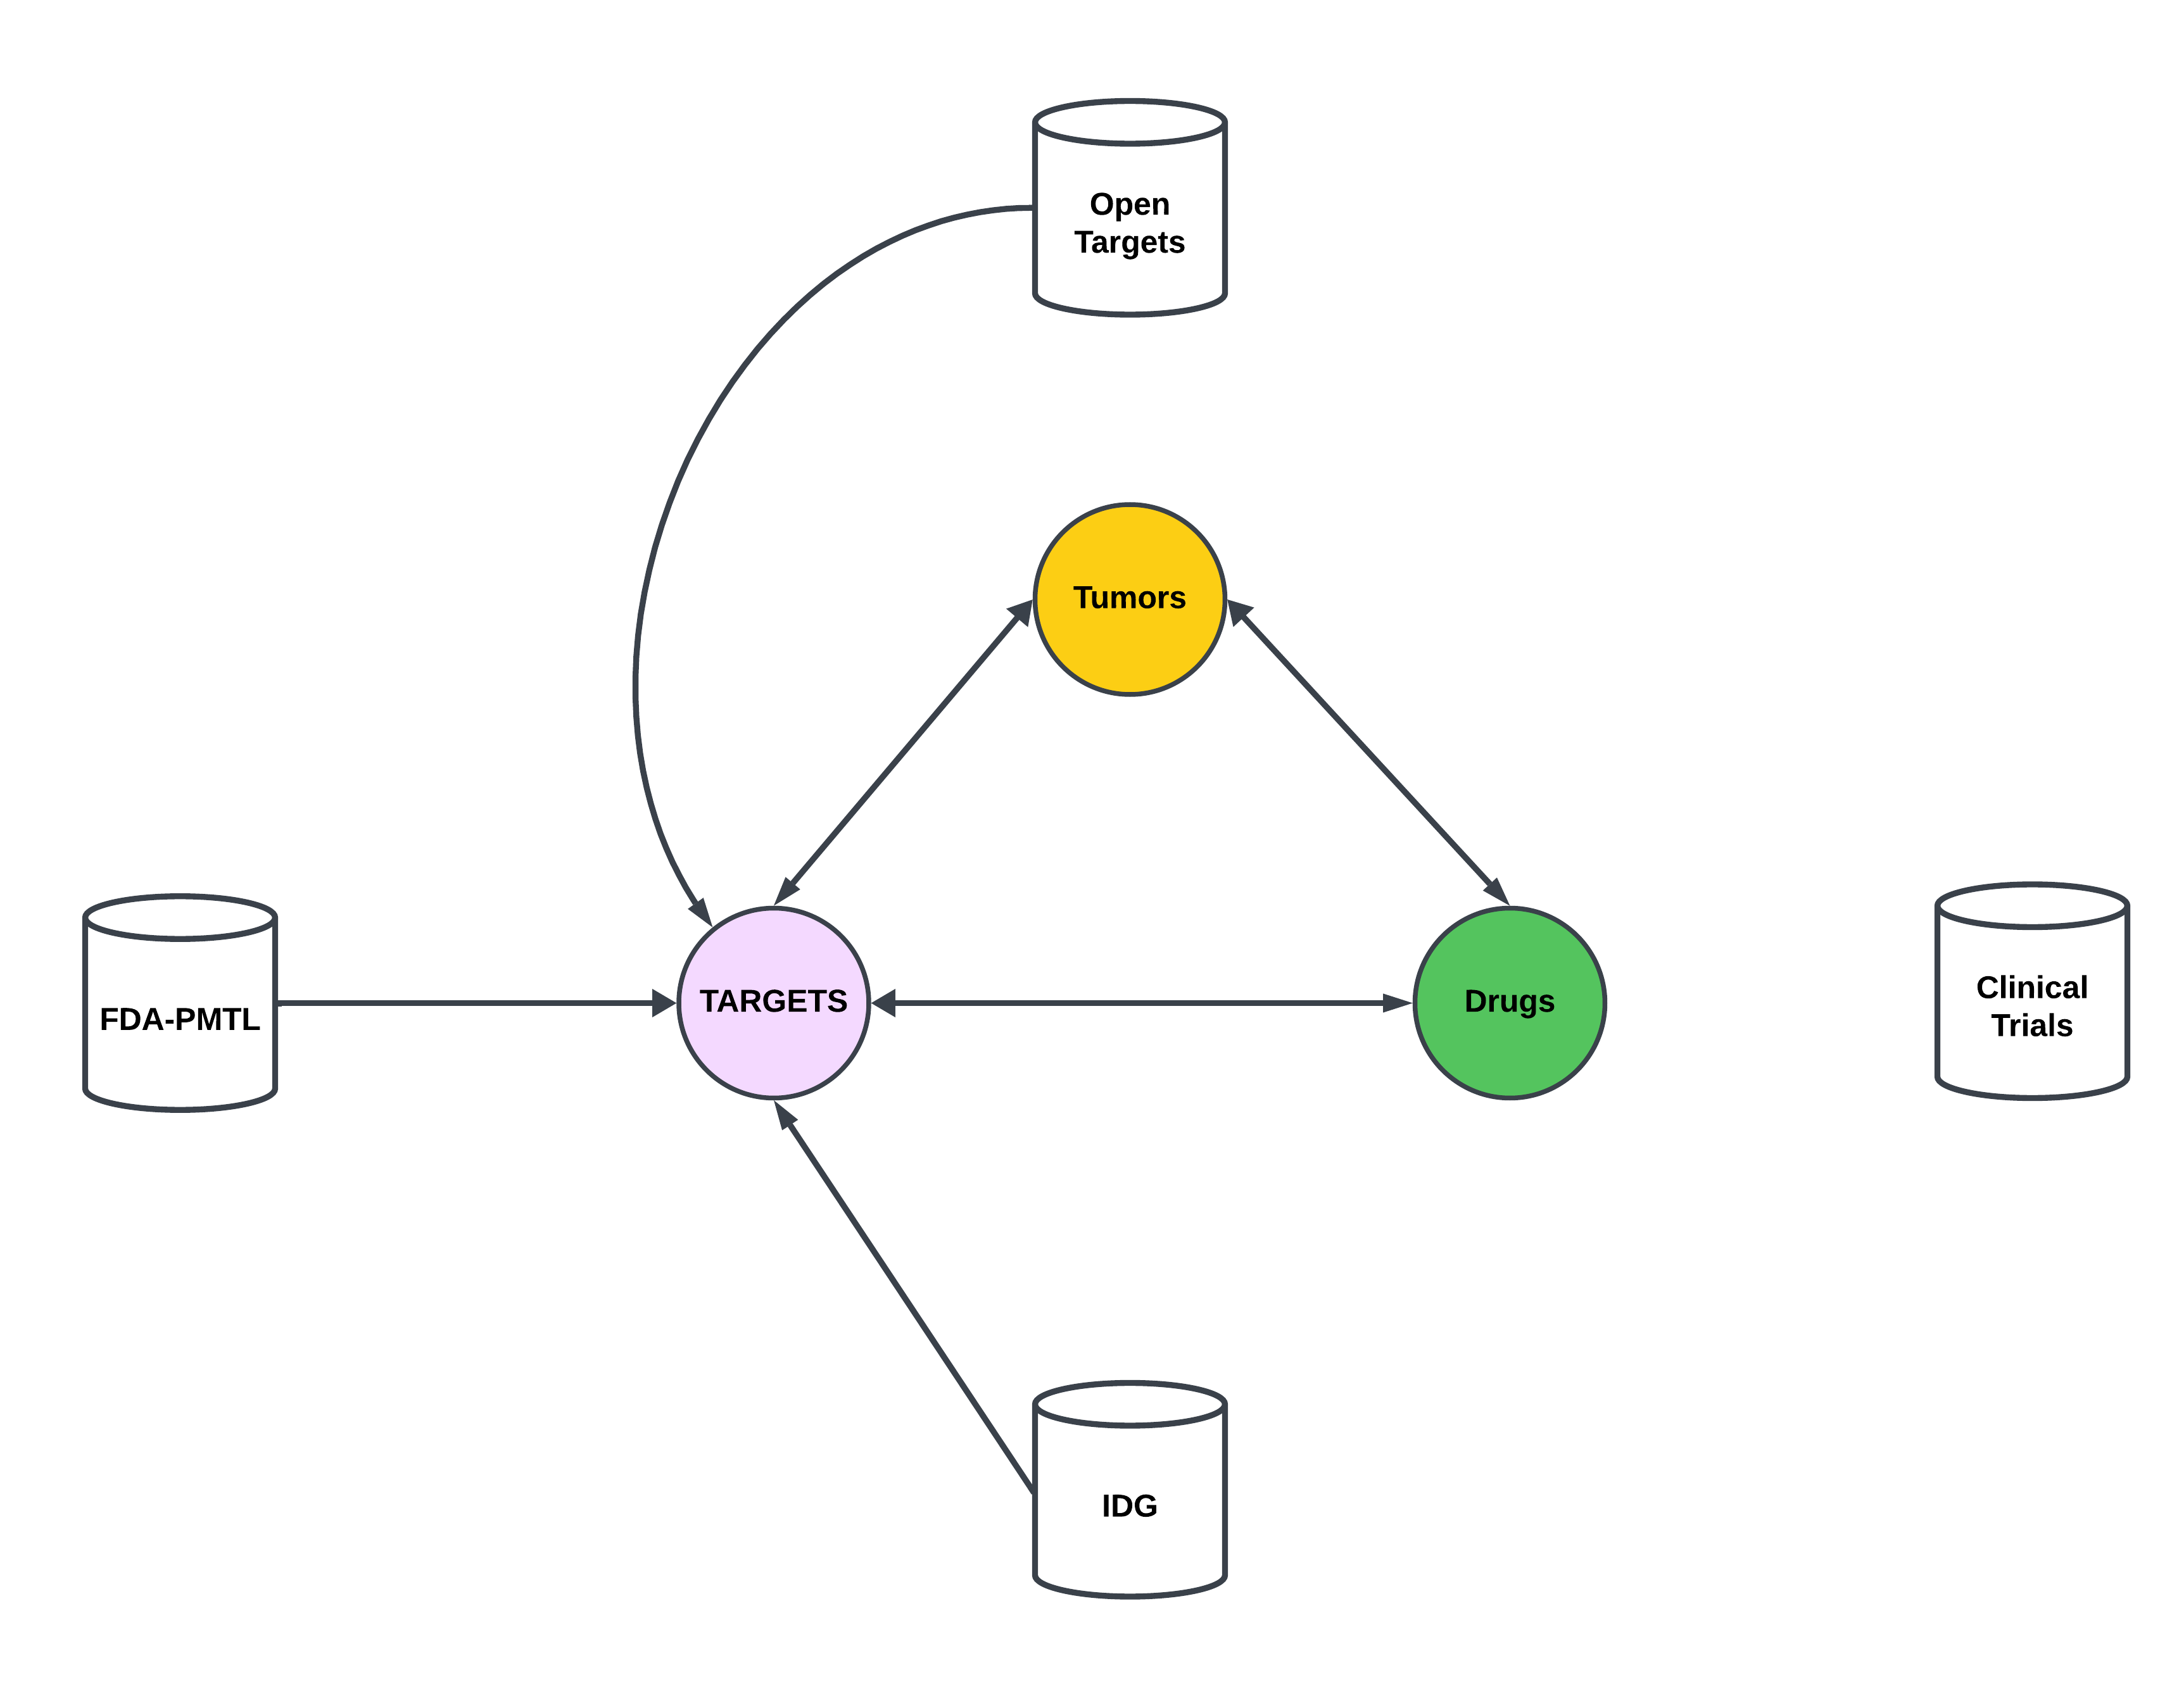 Open
Targets
Tumors
FDA-PMTL
TARGETS
Drugs
Clinical
Trials
IDG